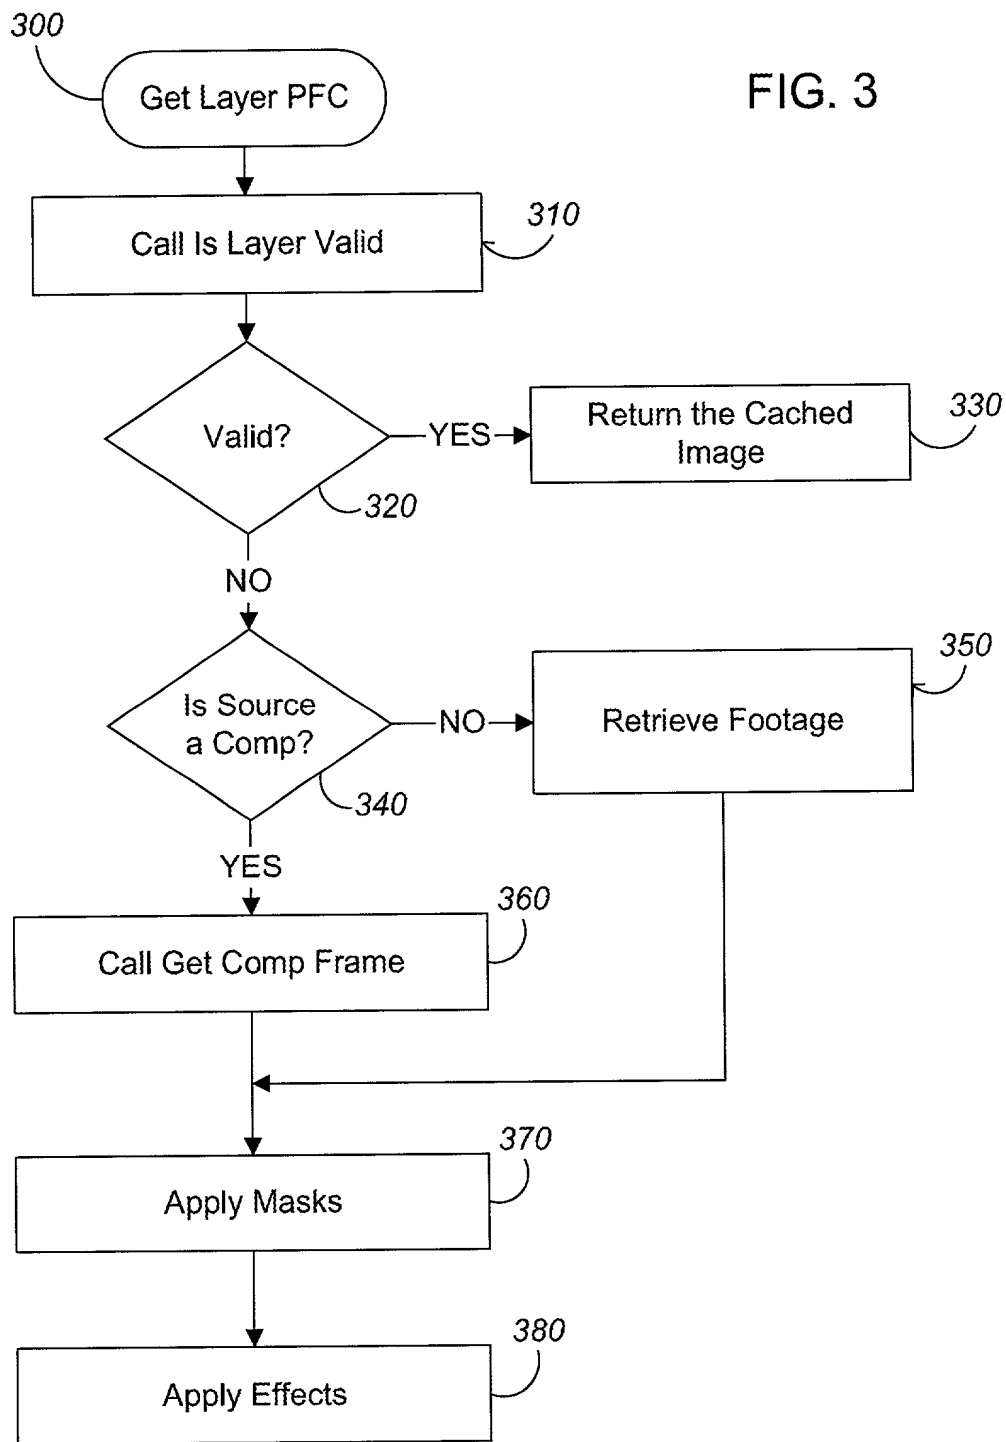 300
Get Layer PFC
FIG. 3
310
Call Is Layer Valid
Valid?
YES
Return the Cached
Image
330
320
NO
350
Is Source
a Comp?
NO
Retrieve Footage
340
YES
360
Call Get Comp Frame
370
Apply Masks
380
Apply Effects